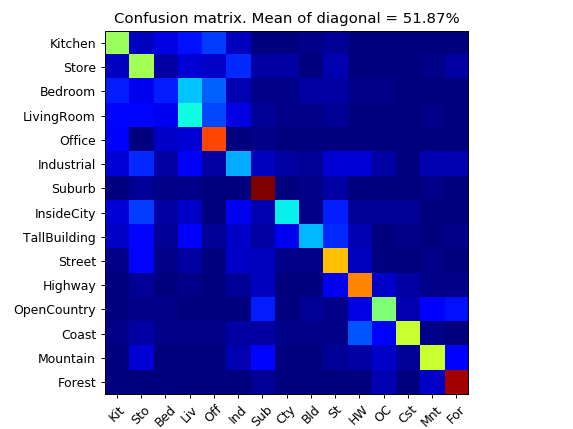 Confusion matrix. Mean of diagonal = 51.87%
Kitchen
Store
Bedroom
LivingRoom
Office
Industrial
Suburb
InsideCity
TallBuilding
Street
Highway
OpenCountry
Coast
Mountain
Forest
Kit Sto Bed Liv Off Ind Sub Cty Bld St HW OC Cst Mnt For